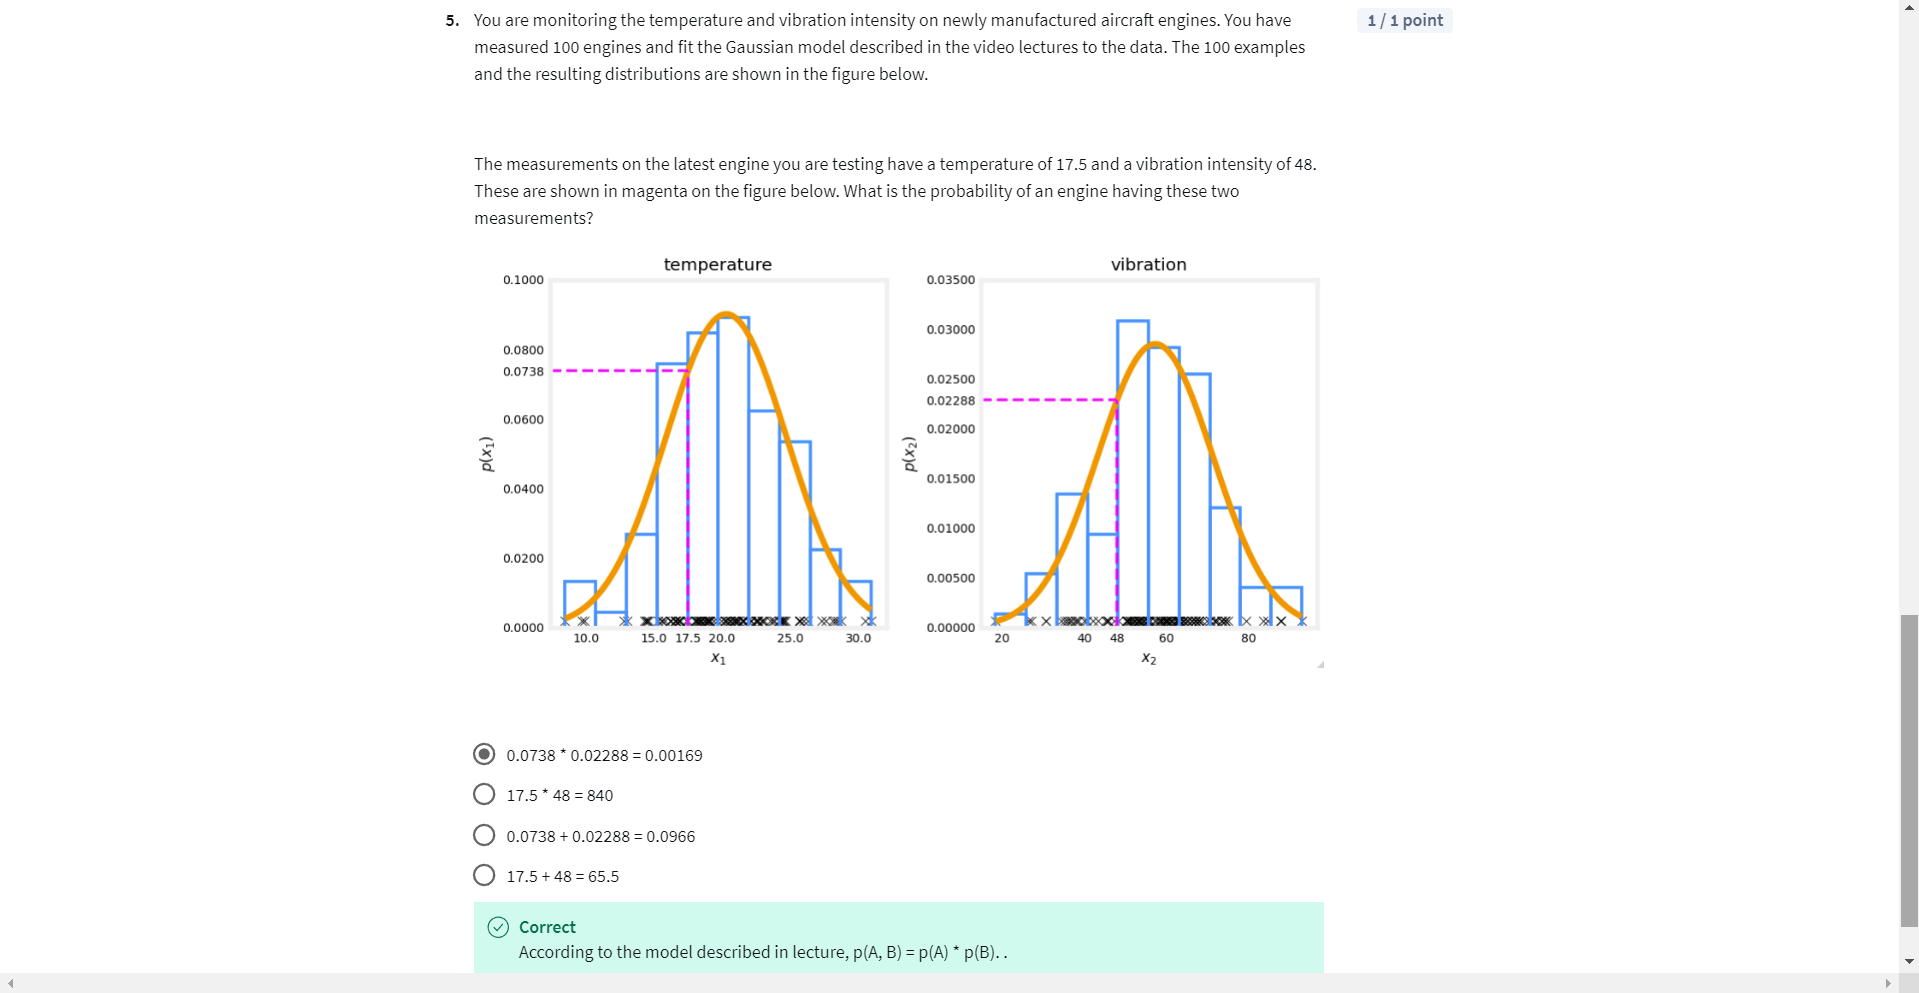 5. You are monitoring the temperature and vibration intensity on newly manufactured aircraft engines. You have
1 / 1 point
measured 100 engines and fit the Gaussian model described in the video lectures to the data. The 100 examples
and the resulting distributions are shown in the figure below.
The measurements on the latest engine you are testing have a temperature of 17.5 and a vibration intensity of 48.
These are shown in magenta on the figure below. What is the probability of an engine having these two
measurements?
temperature
0.1000
0.0800
0.0738
0.0600
0.0400
0.0200
0.0000
p(x₁)
10.0 15.0 17.5 20.0 25.0 30.0
x₁
vibration
0.03500
0.03000
0.02500
0.02288
0.02000
0.01500
0.01000
0.00500
0.00000
p(x₂)
20 40 48 60 80
x₂
0.0738 * 0.02288 = 0.00169
17.5 * 48 = 840
0.0738 + 0.02288 = 0.0966
17.5 + 48 = 65.5
Correct
According to the model described in lecture, p(A, B) = p(A) * p(B). .